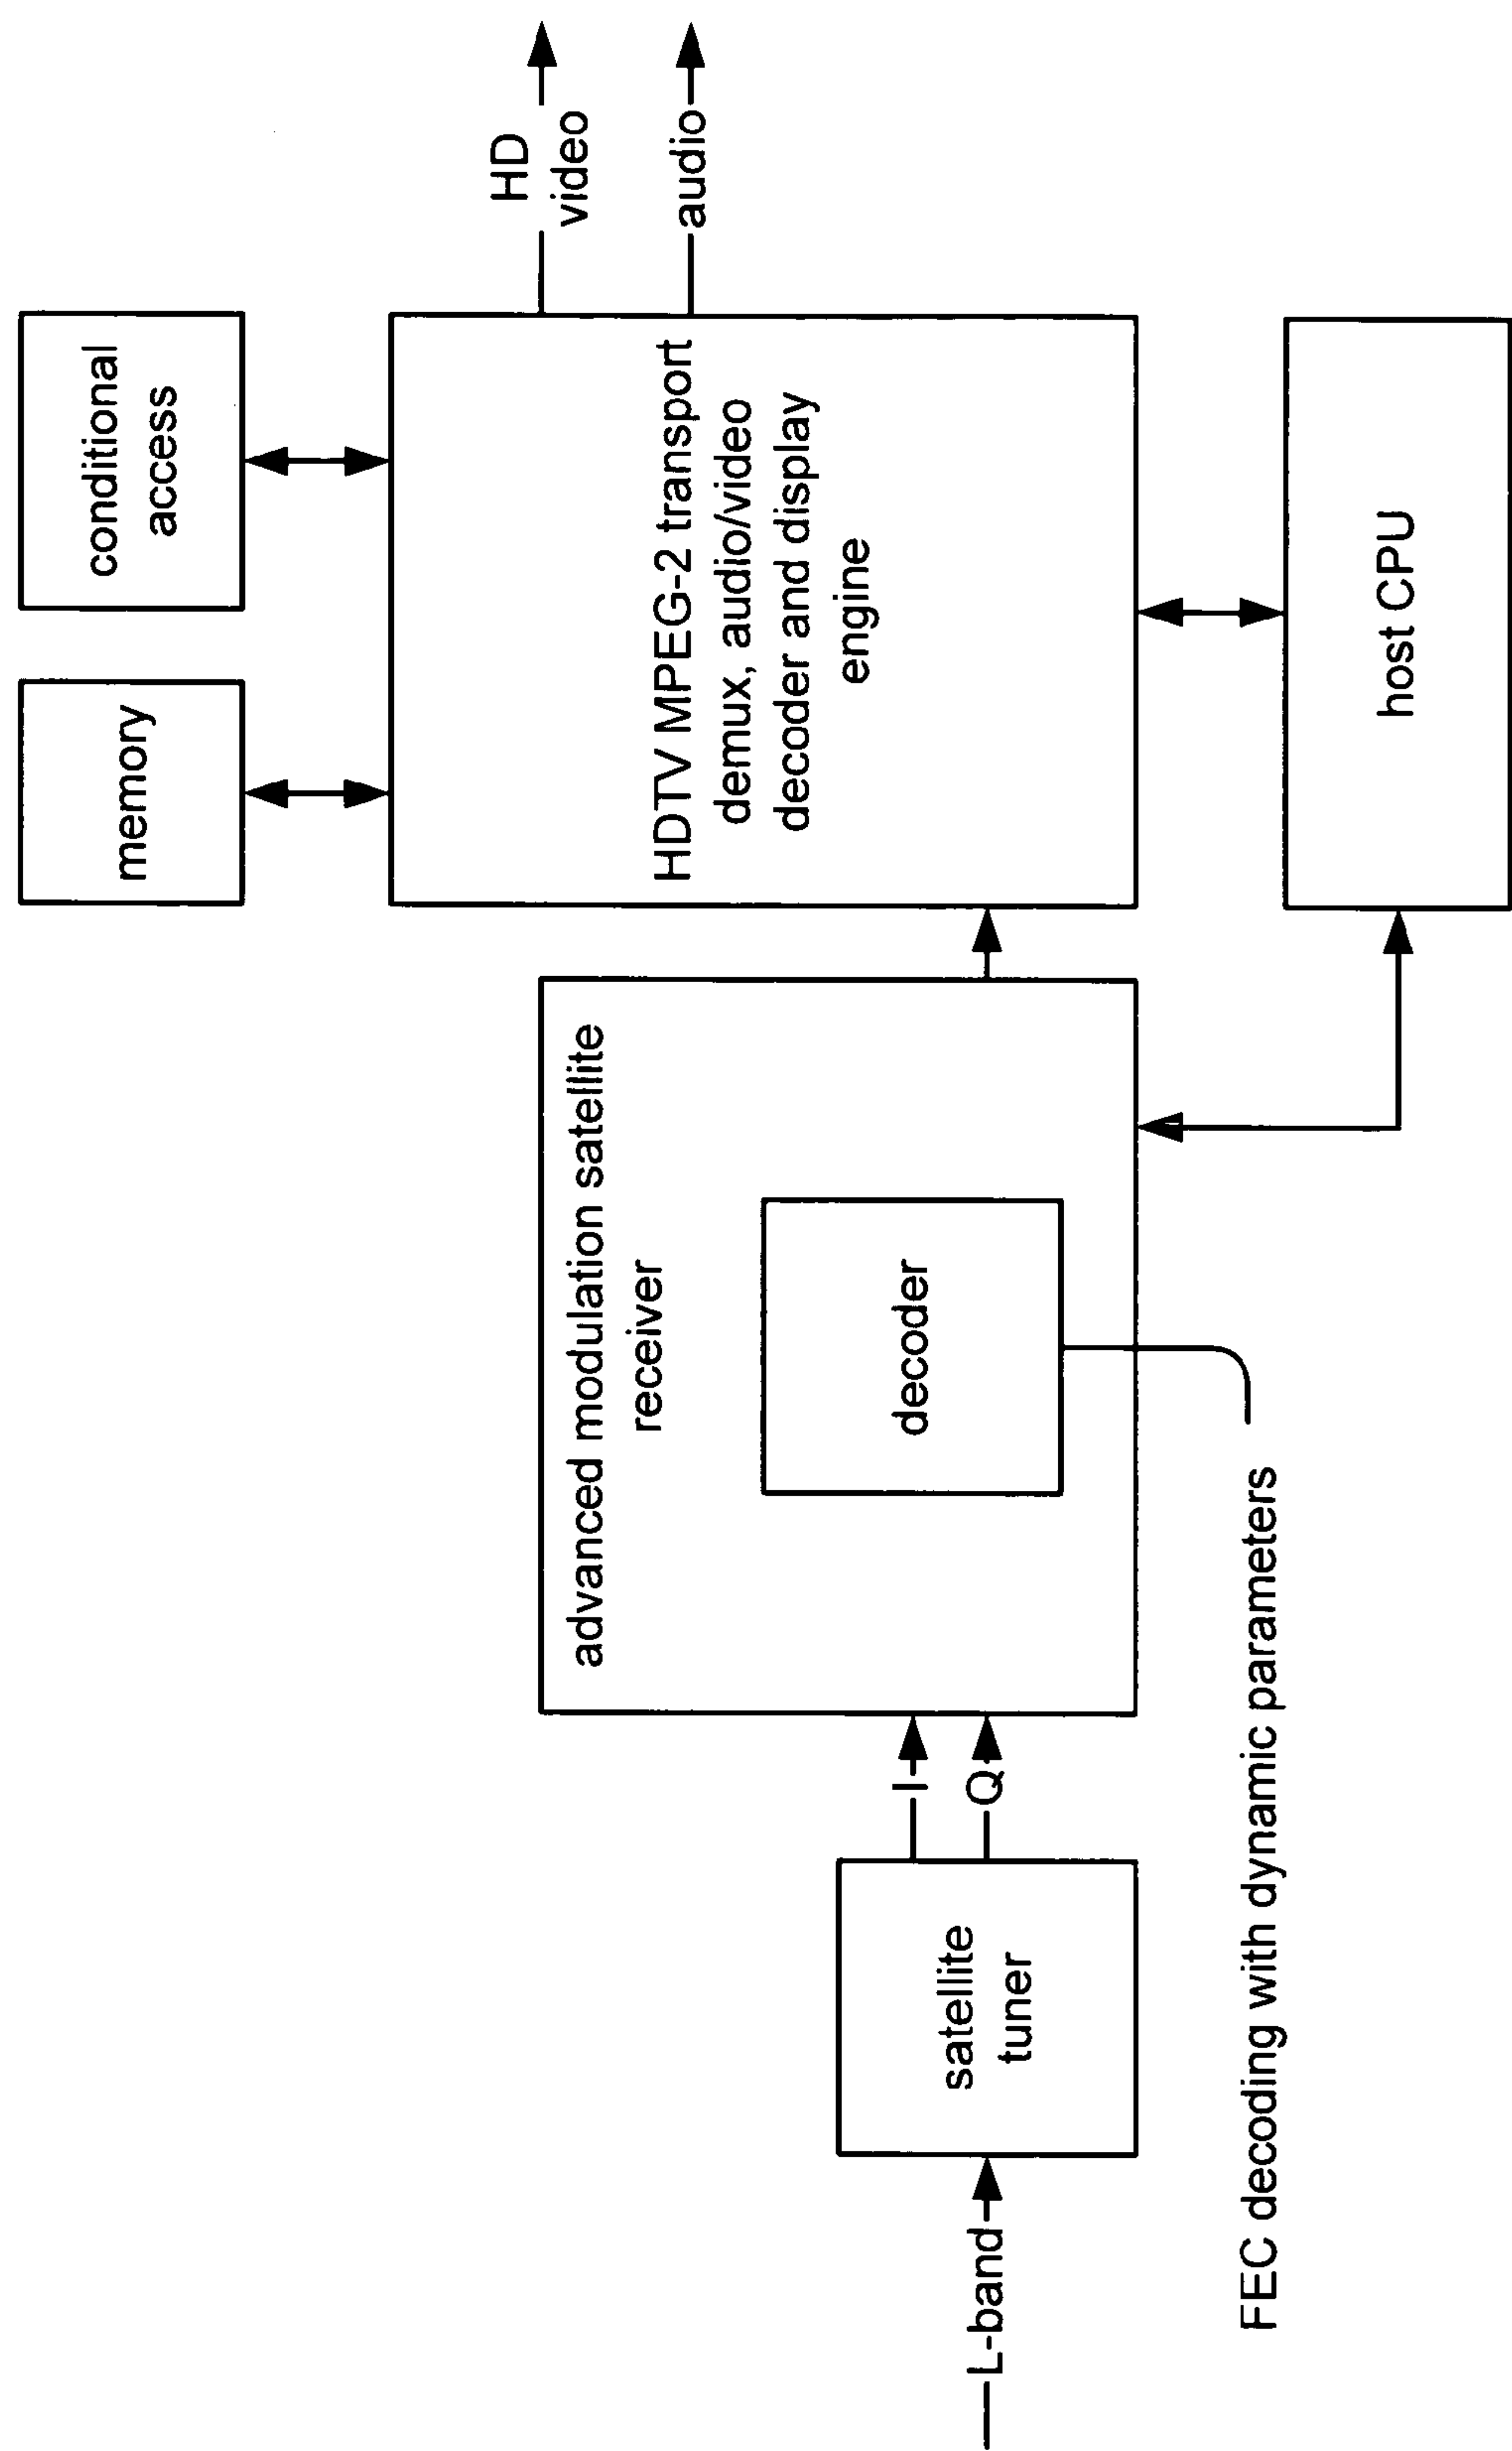 L-band
satellite
tuner
I
Q
advanced modulation satellite
receiver
decoder
FEC decoding with dynamic parameters
memory
conditional
access
HDTV MPEG-2 transport
demux, audio/video
decoder and display
engine
host CPU
HD
video
audio